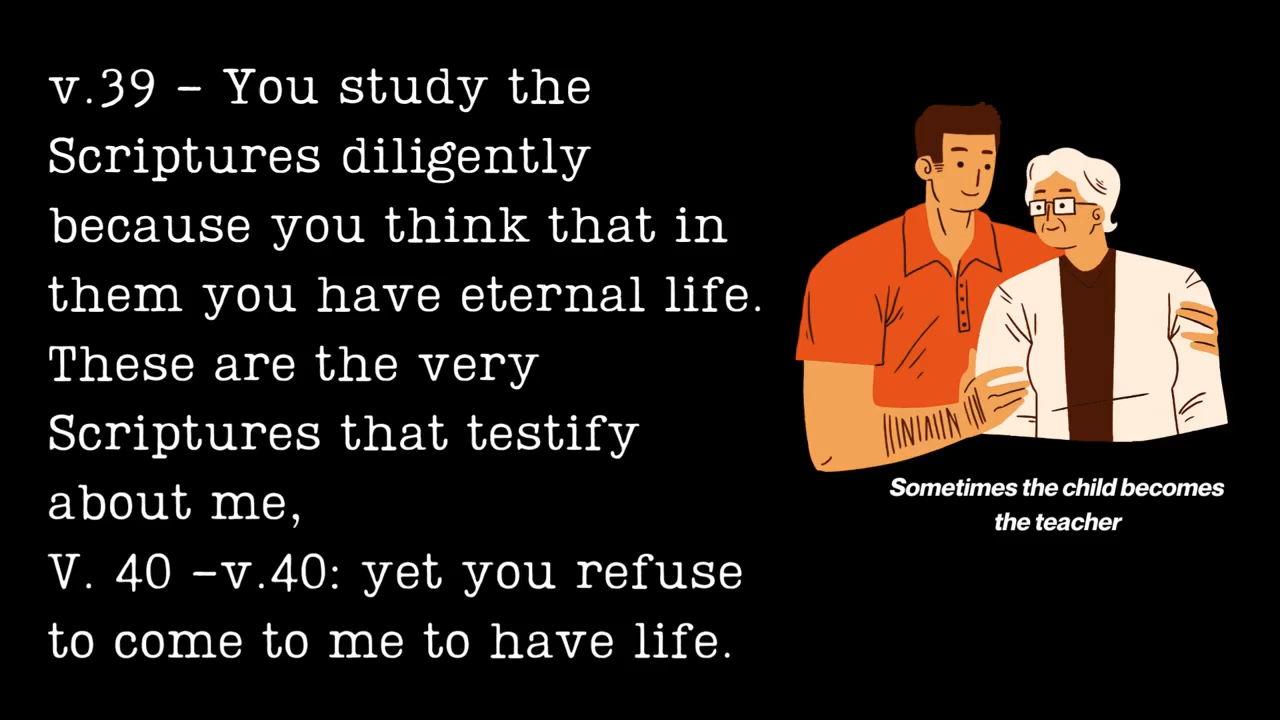 v.39 – You study the
Scriptures diligently
because you think that in
them you have eternal life.
These are the very
Scriptures that testify
about me,
V. 40 –v.40: yet you refuse
to come to me to have life.
Sometimes the child becomes
the teacher